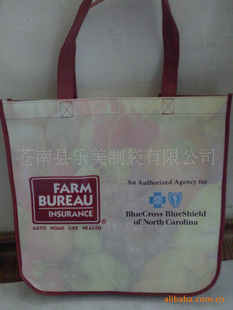 苍南县乐美制袋有限公司
FARM
BUREAU
INSURANCE®
AUTO HOME LIFE HEALTH
An Authorized Agency for
BlueCross BlueShield
of North Carolina
alibaba.com.cn